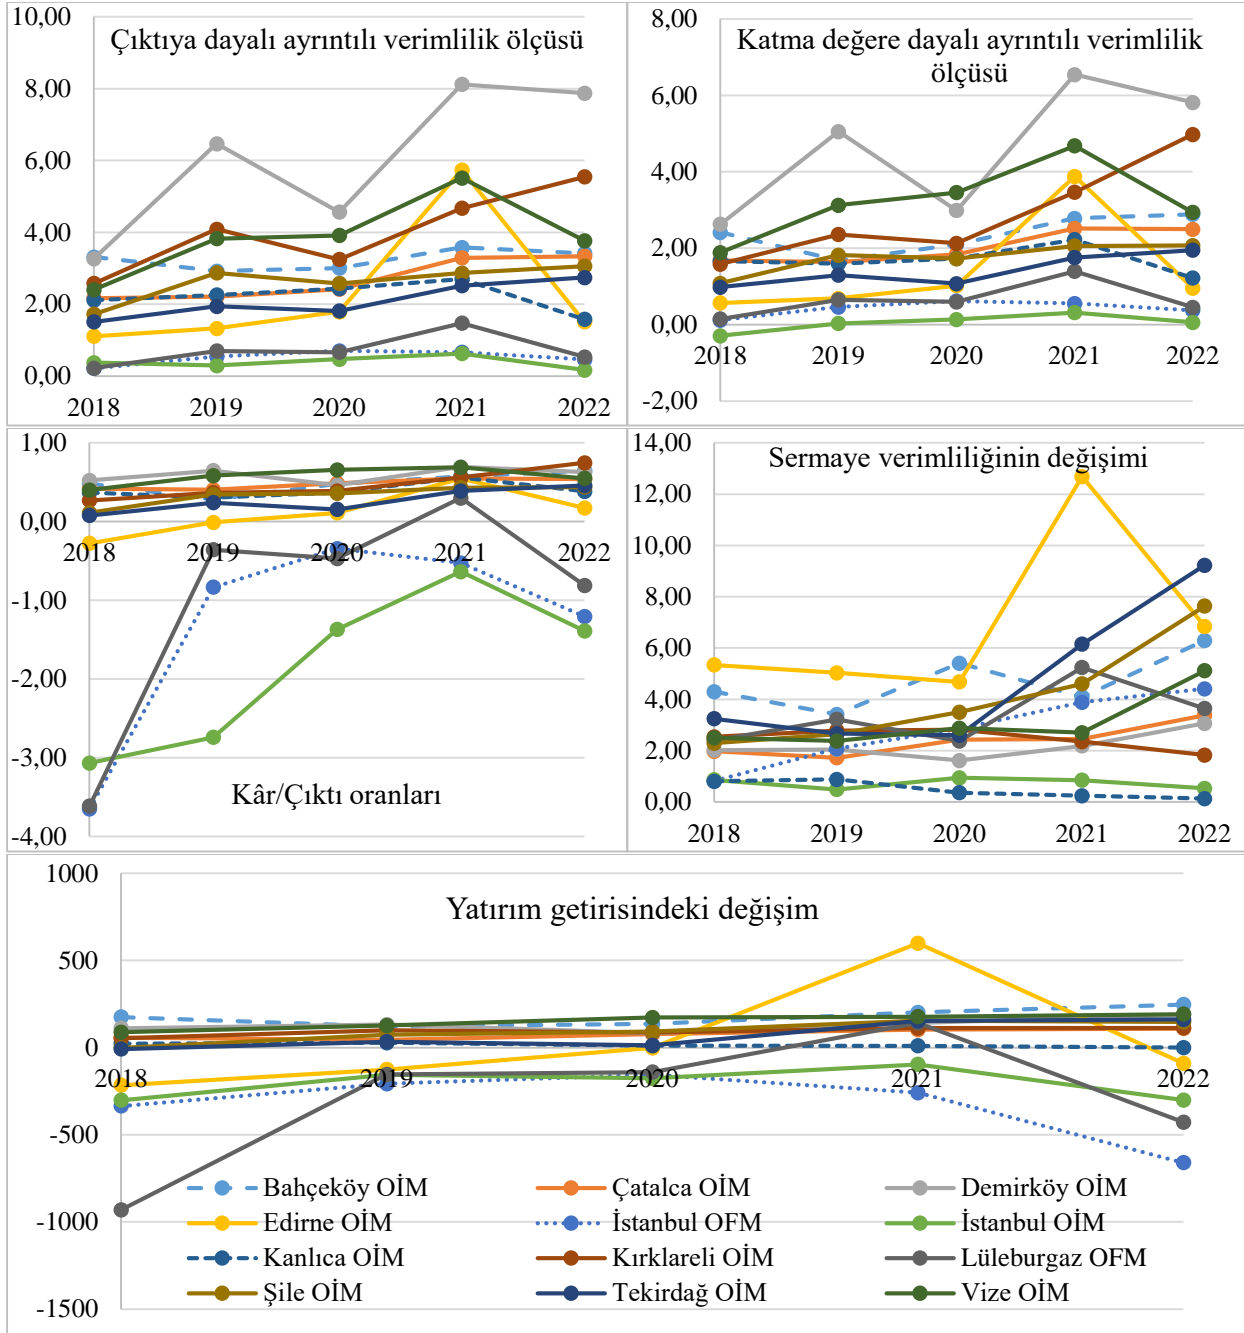 Çıktıya dayalı ayrıntılı verimlilik ölçüsü
10,00
8,00
6,00
4,00
2,00
0,00
2018 2019 2020 2021 2022
Katma değere dayalı ayrıntılı verimlilik
ölçüsü
8,00
6,00
4,00
2,00
0,00
-2,00
2018 2019 2020 2021 2022
1,00
0,00
-1,00
-2,00
-3,00
-4,00
2018 2019 2020 2021 2022
Kâr/Çıktı oranları
Sermaye verimliliğinin değişimi
14,00
12,00
10,00
8,00
6,00
4,00
2,00
0,00
2018 2019 2020 2021 2022
Yatırım getirisindeki değişim
1000
500
0
-500
-1000
-1500
2018 2019 2020 2021 2022
Bahçeköy OİM Çatalca OİM Demirköy OİM
Edirne OİM İstanbul OFM İstanbul OİM
Kanlıca OİM Kırklareli OİM Lüleburgaz OFM
Şile OİM Tekirdağ OİM Vize OİM